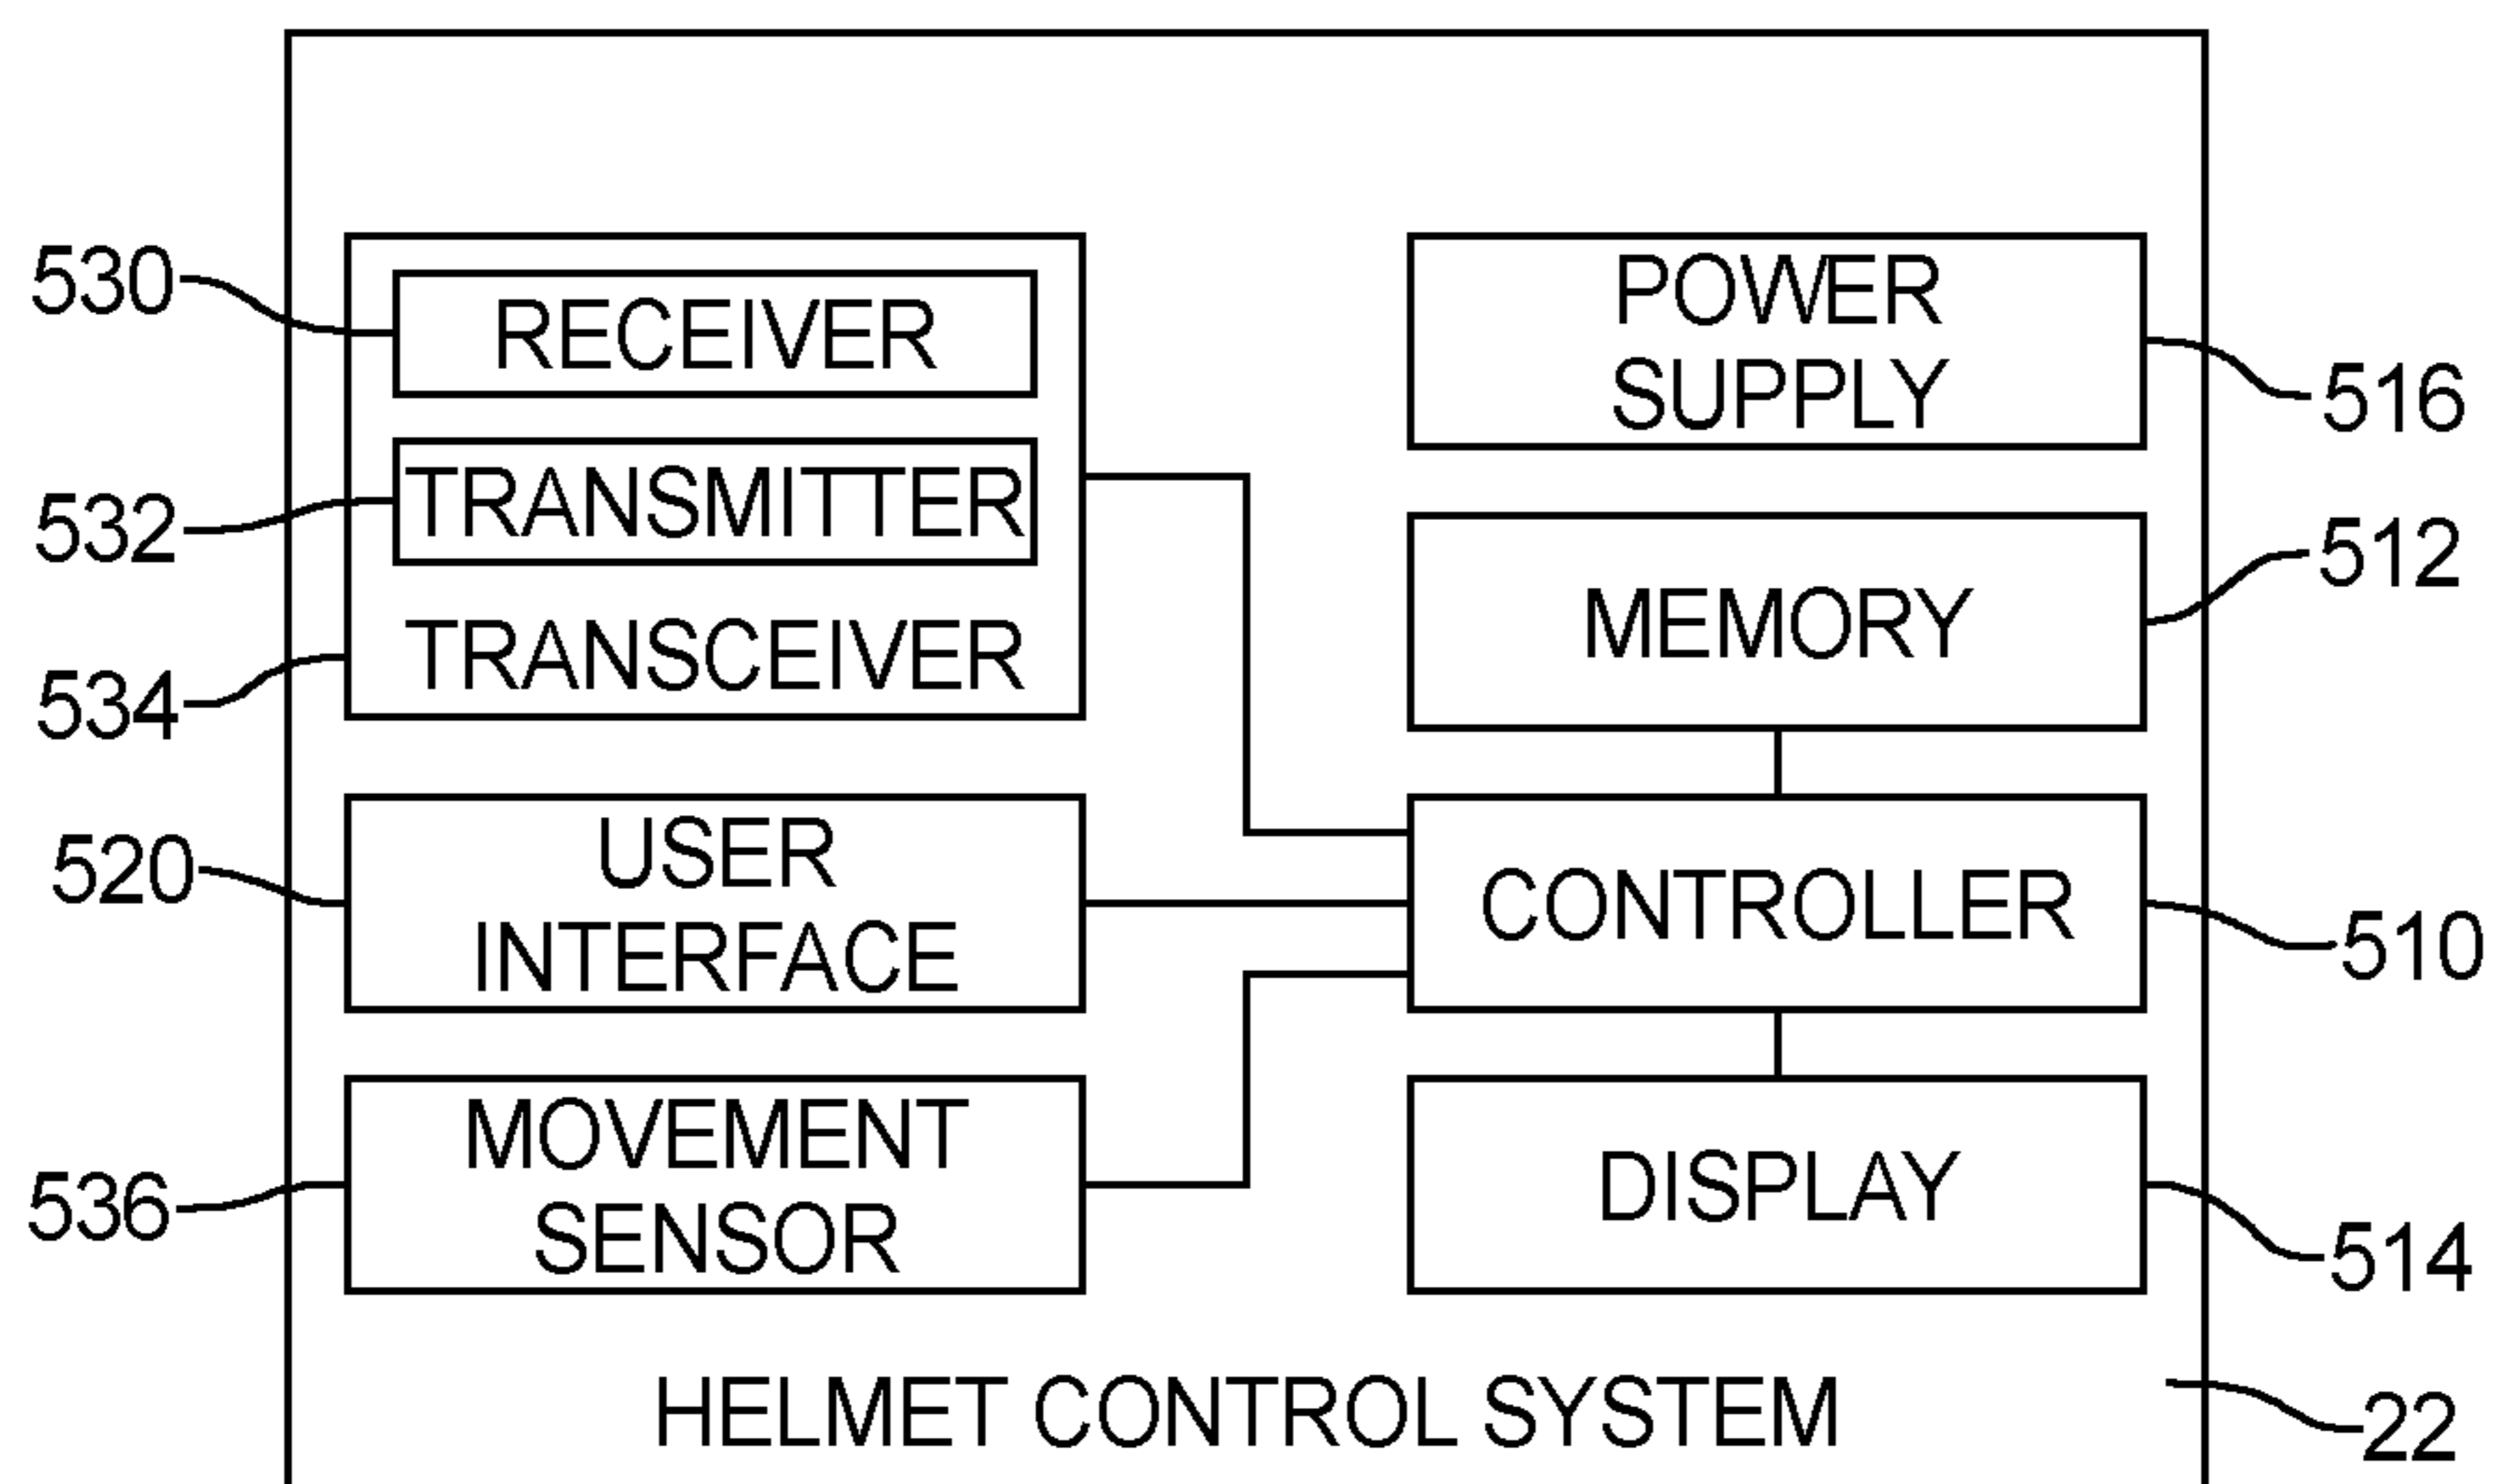 530
RECEIVER
532
TRANSMITTER
534
TRANSCEIVER
520
USER
INTERFACE
536
MOVEMENT
SENSOR
POWER
SUPPLY
516
MEMORY
512
CONTROLLER
510
DISPLAY
514
HELMET CONTROL SYSTEM
22